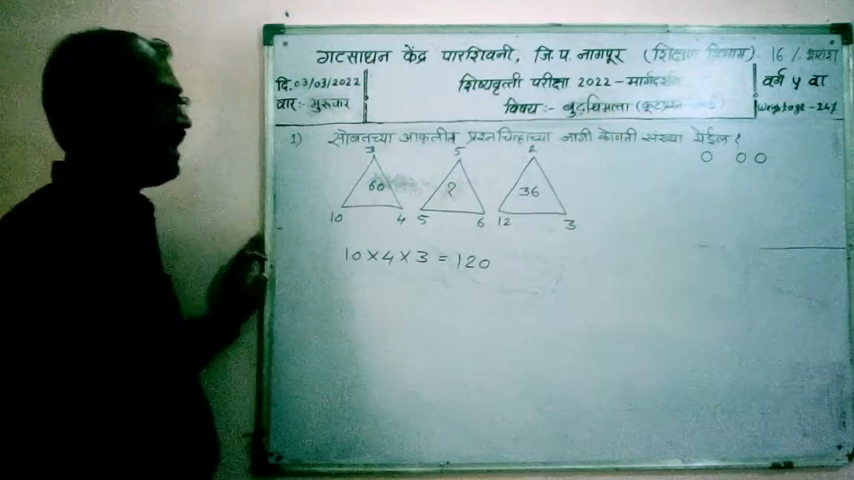 गटसाधन केंद्र पारशिवनी, जि.प. नागपूर (शिक्षण विभाग). 16 /.
दि.03/03/2022
वार:- गुरुवार
शिष्यवृत्ती परीक्षा 2022 - मार्गदर्शन
विषय:- बुद्धिमत्ता
वर्ग ५ वा
Weightage - 24%
1) सोबतच्या आकृतीत प्रश्नचिन्हाच्या जागी कोणती संख्या येईल?
3 5 2
60 ? 36
10 4 5 6 12 3
10 × 4 × 3 = 120